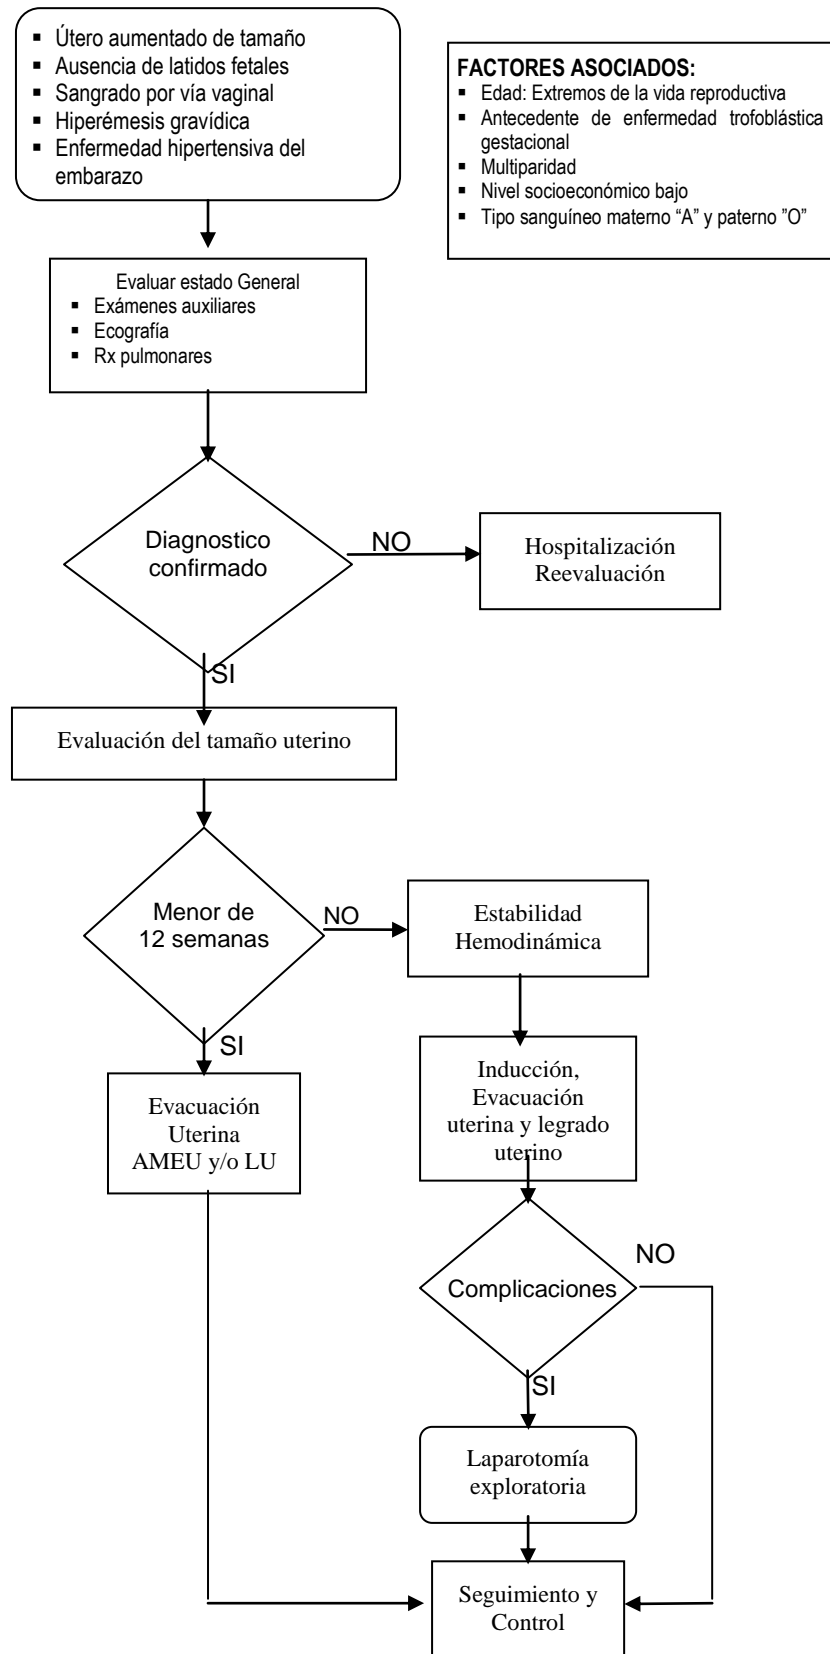 ▪ Útero aumentado de tamaño
▪ Ausencia de latidos fetales
▪ Sangrado por vía vaginal
▪ Hiperémesis gravídica
▪ Enfermedad hipertensiva del
embarazo
FACTORES ASOCIADOS:
▪ Edad: Extremos de la vida reproductiva
▪ Antecedente de enfermedad trofoblástica
gestacional
▪ Multiparidad
▪ Nivel socioeconómico bajo
▪ Tipo sanguíneo materno “A” y paterno ”O”
Evaluar estado General
▪ Exámenes auxiliares
▪ Ecografía
▪ Rx pulmonares
Diagnostico
confirmado
NO
Hospitalización
Reevaluación
SI
Evaluación del tamaño uterino
Menor de
12 semanas
NO
Estabilidad
Hemodinámica
SI
Evacuación
Uterina
AMEU y/o LU
Inducción,
Evacuación
uterina y legrado
uterino
Complicaciones
NO
SI
Laparotomía
exploratoria
Seguimiento y
Control